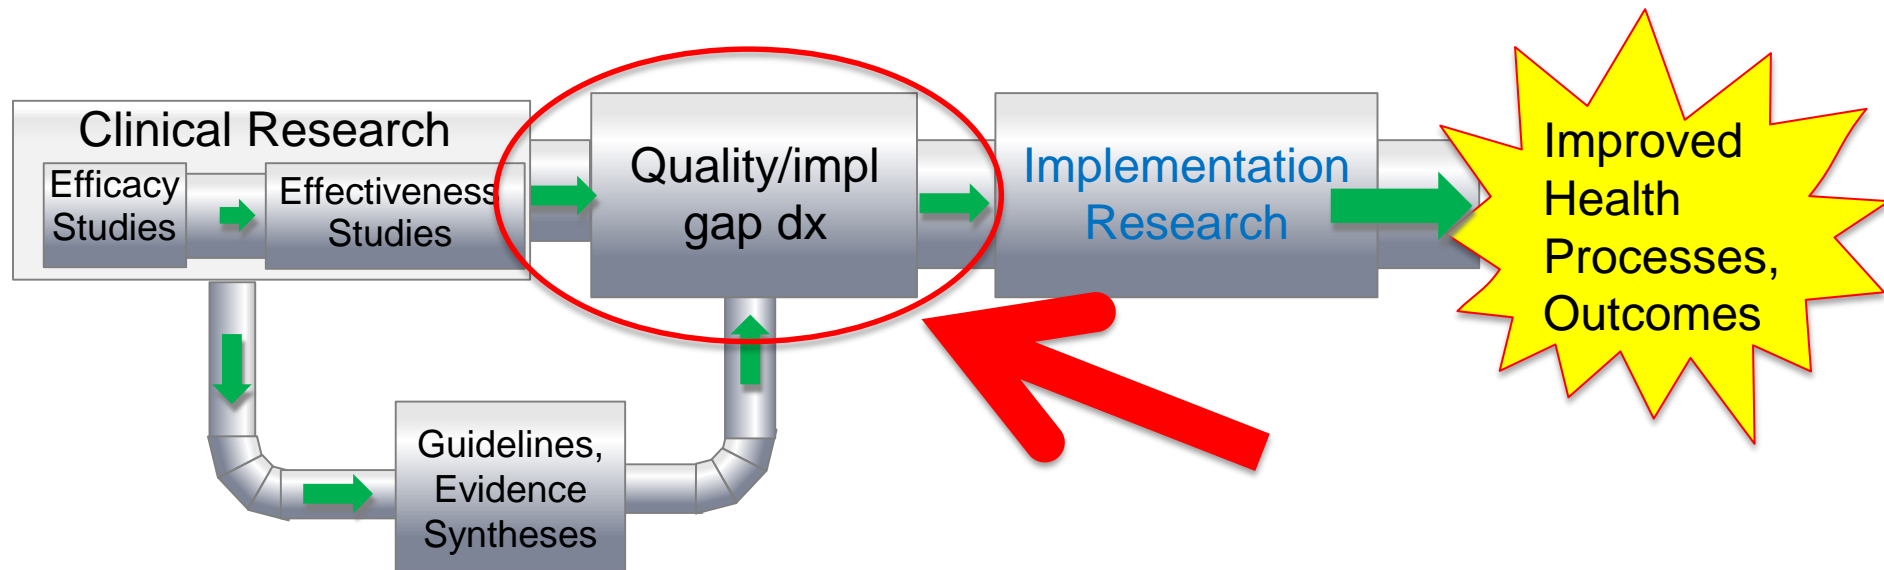 Clinical Research
Efficacy
Studies
Effectiveness
Studies
Quality/impl
gap dx
Implementation
Research
Improved
Health
Processes,
Outcomes
Guidelines,
Evidence
Syntheses